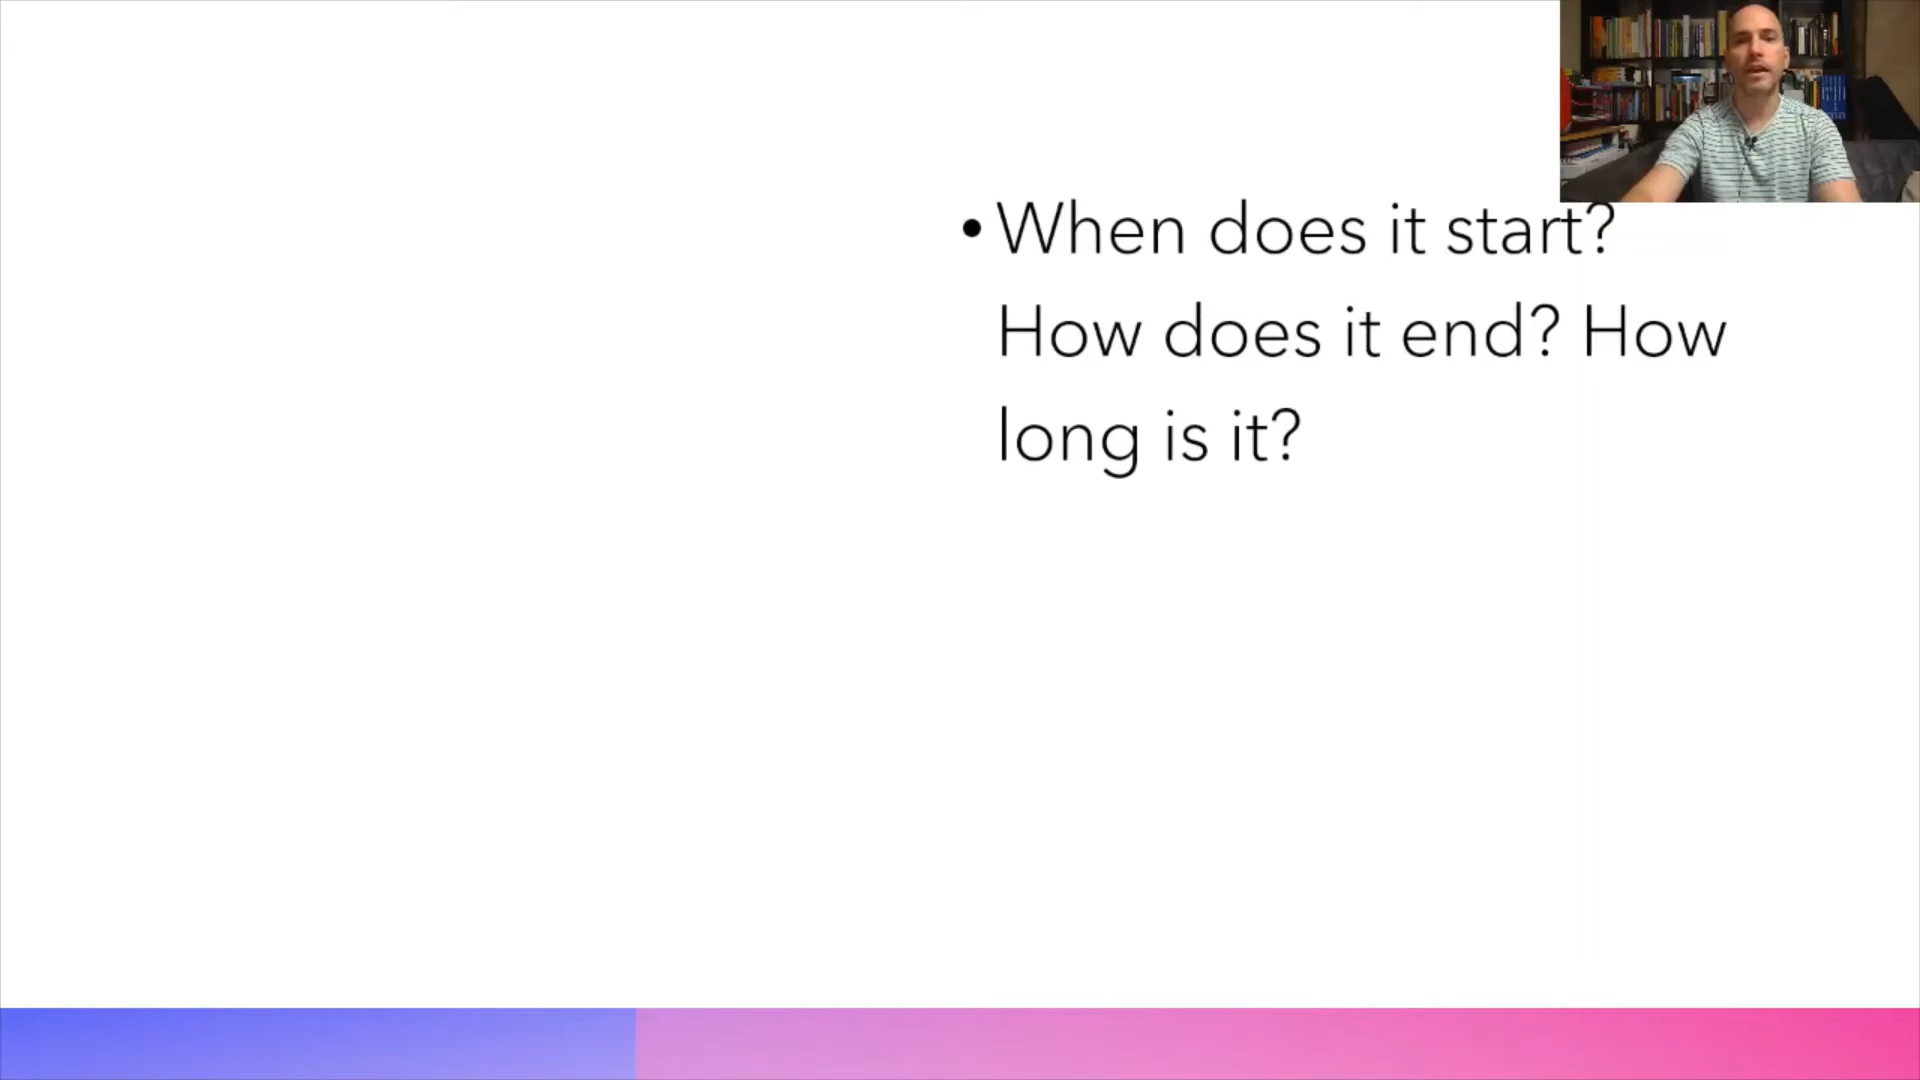 • When does it start?
How does it end? How
long is it?